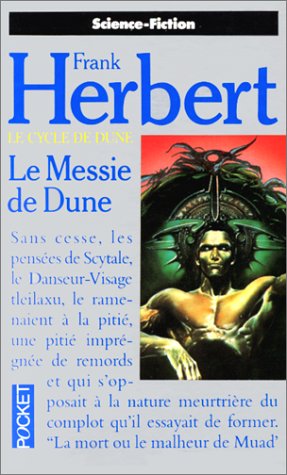 Science-Fiction
Frank
Herbert
LE CYCLE DE DUNE
Le Messie
de Dune
Sans cesse, les
pensées de Scytale,
le Danseur-Visage
tleilaxu, le rame-
naient à la pitié,
une pitié impré-
gnée de remords
et qui s'op-
posait à la nature meurtrière du
complot qu'il essayait de former.
"La mort ou le malheur de Muad'
POCKET